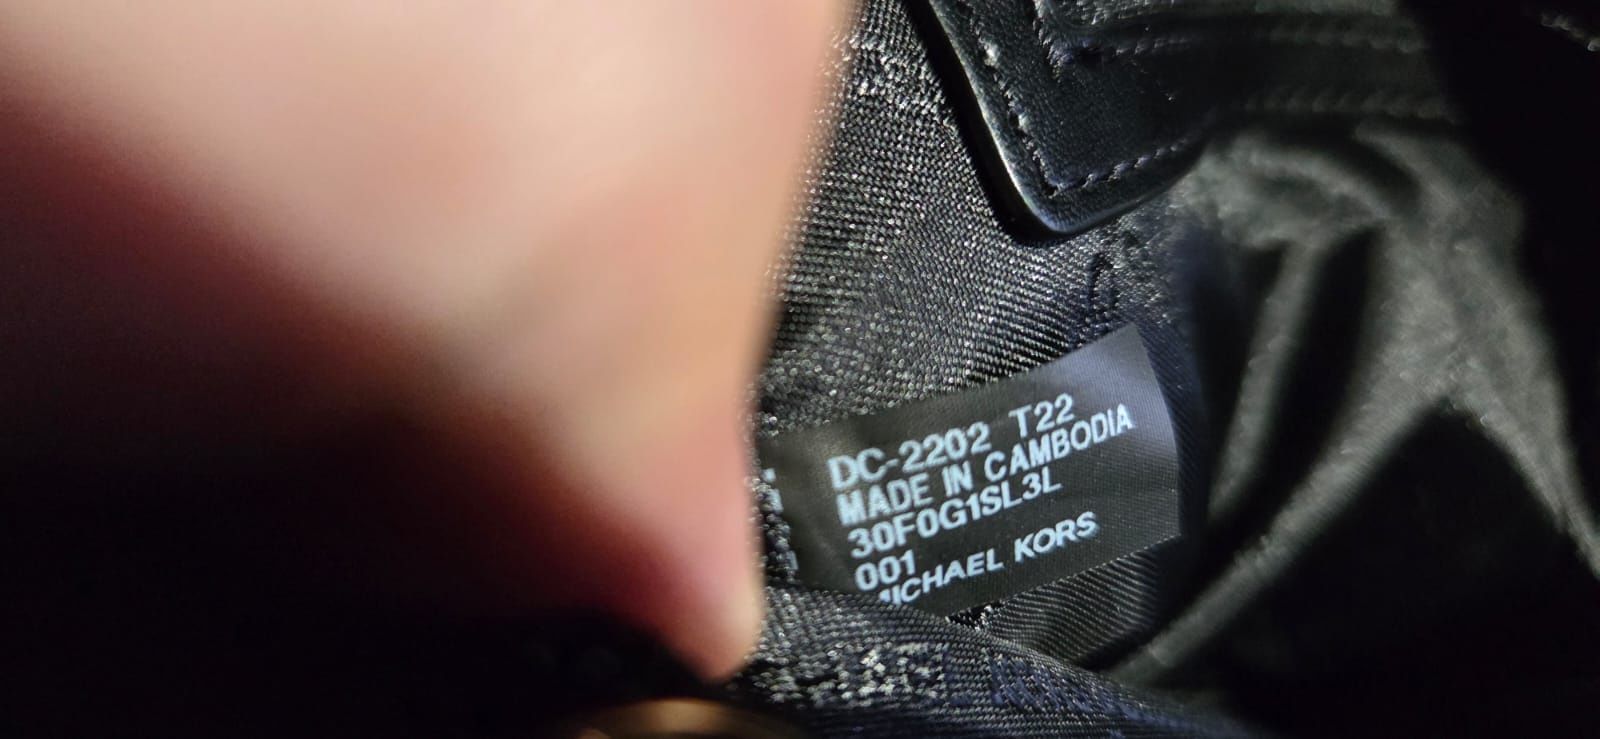 DC-2202 T22
MADE IN CAMBODIA
30F0G1SL3L
001
MICHAEL KORS